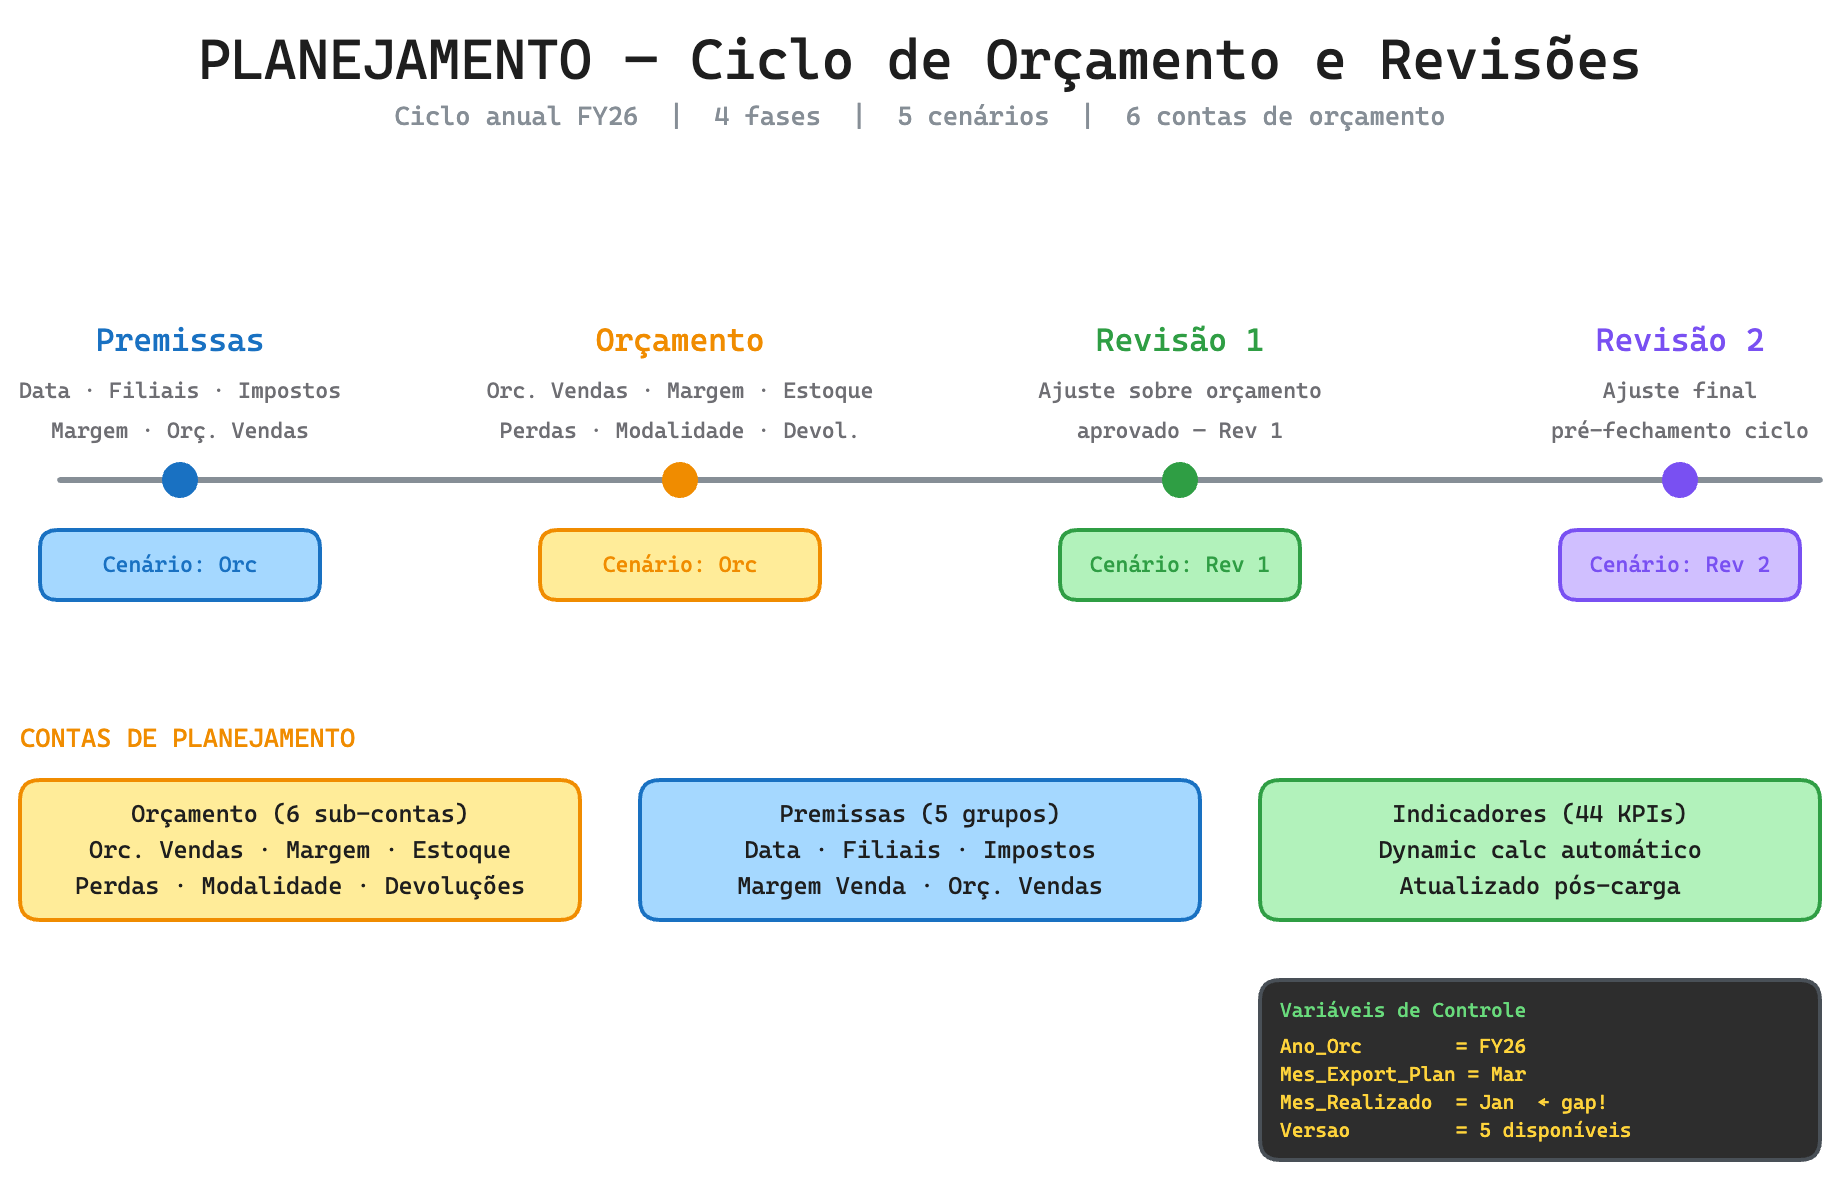 PLANEJAMENTO — Ciclo de Orçamento e Revisões
Ciclo anual FY26 | 4 fases | 5 cenários | 6 contas de orçamento
Premissas
Data · Filiais · Impostos
Margem · Orç. Vendas
Cenário: Orc
Orçamento
Orc. Vendas · Margem · Estoque
Perdas · Modalidade · Devol.
Cenário: Orc
Revisão 1
Ajuste sobre orçamento
aprovado — Rev 1
Cenário: Rev 1
Revisão 2
Ajuste final
pré-fechamento ciclo
Cenário: Rev 2
CONTAS DE PLANEJAMENTO
Orçamento (6 sub-contas)
Orc. Vendas · Margem · Estoque
Perdas · Modalidade · Devoluções
Premissas (5 grupos)
Data · Filiais · Impostos
Margem Venda · Orç. Vendas
Indicadores (44 KPIs)
Dynamic calc automático
Atualizado pós-carga
Variáveis de Controle
Ano_Orc = FY26
Mes_Export_Plan = Mar
Mes_Realizado = Jan ← gap!
Versao = 5 disponíveis